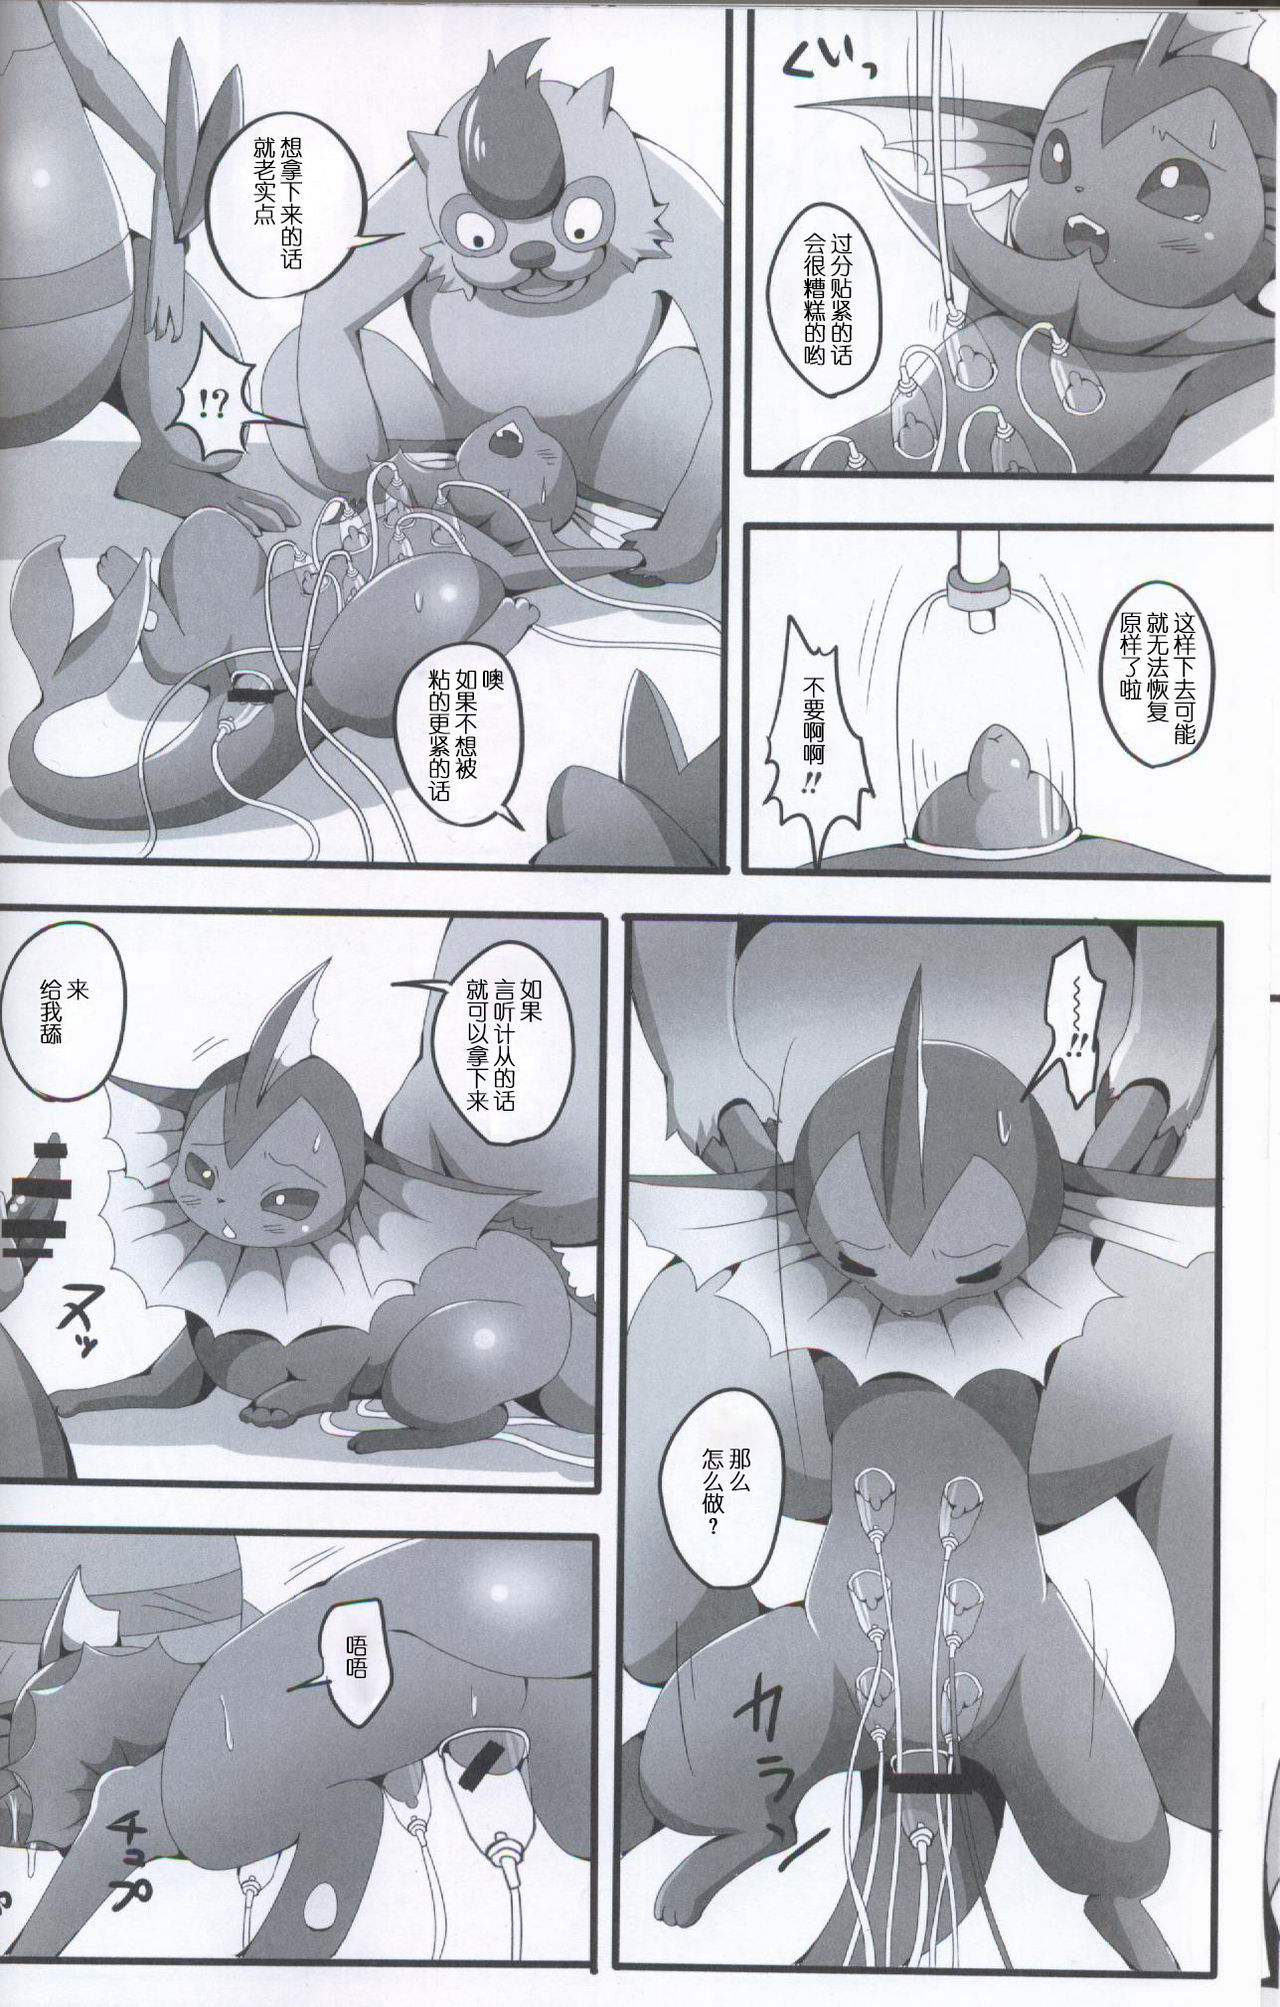 くいっ
过分贴紧的话
会很糟糕的哟
这样下去可能
就无法恢复
原样了啦
不要啊啊!!
想拿下来的话
就老实点
!?
噢
如果不想被
粘的更紧的话
~~!!
那么
怎么做?
カラン
如果
言听计从的话
就可以拿下来
来
给我舔
ヌッ
唔唔
チュプ